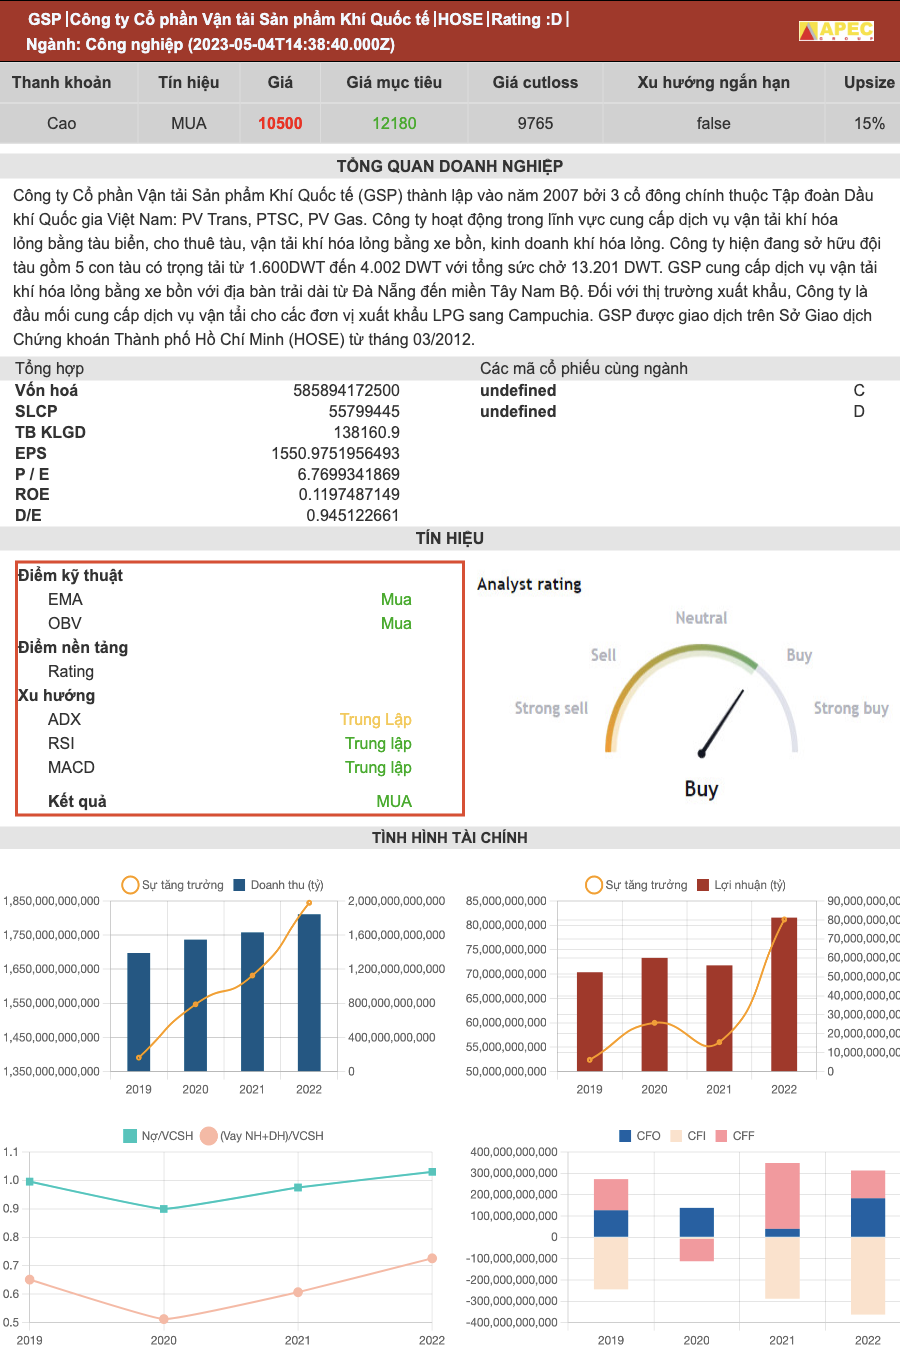 GSP |Công ty Cổ phần Vận tải Sản phẩm Khí Quốc tế |HOSE |Rating :D |
Ngành: Công nghiệp (2023-05-04T14:38:40.000Z)
APEC
GROUP
Thanh khoản Tín hiệu Giá Giá mục tiêu Giá cutloss Xu hướng ngắn hạn Upsize
Cao MUA 10500 12180 9765 false 15%
TỔNG QUAN DOANH NGHIỆP
Công ty Cổ phần Vận tải Sản phẩm Khí Quốc tế (GSP) thành lập vào năm 2007 bởi 3 cổ đông chính thuộc Tập đoàn Dầu
khí Quốc gia Việt Nam: PV Trans, PTSC, PV Gas. Công ty hoạt động trong lĩnh vực cung cấp dịch vụ vận tải khí hóa
lỏng bằng tàu biển, cho thuê tàu, vận tải khí hóa lỏng bằng xe bồn, kinh doanh khí hóa lỏng. Công ty hiện đang sở hữu đội
tàu gồm 5 con tàu có trọng tải từ 1.600DWT đến 4.002 DWT với tổng sức chở 13.201 DWT. GSP cung cấp dịch vụ vận tải
khí hóa lỏng bằng xe bồn với địa bàn trải dài từ Đà Nẵng đến miền Tây Nam Bộ. Đối với thị trường xuất khẩu, Công ty là
đầu mối cung cấp dịch vụ vận tẩi cho các đơn vị xuất khẩu LPG sang Campuchia. GSP được giao dịch trên Sở Giao dịch
Chứng khoán Thành phố Hồ Chí Minh (HOSE) từ tháng 03/2012.
Tổng hợp Các mã cổ phiếu cùng ngành
Vốn hoá 585894172500 undefined C
SLCP 55799445 undefined D
TB KLGD 138160.9
EPS 1550.9751956493
P / E 6.7699341869
ROE 0.1197487149
D/E 0.945122661
TÍN HIỆU
Điểm kỹ thuật
EMA Mua
OBV Mua
Điểm nền tảng
Rating
Xu hướng
ADX Trung Lập
RSI Trung lập
MACD Trung lập
Kết quả MUA
Analyst rating
Neutral
Sell Buy
Strong sell Strong buy
Buy
TÌNH HÌNH TÀI CHÍNH
Sự tăng trưởng Doanh thu (tỷ)
1,850,000,000,000 2,000,000,000,000
1,750,000,000,000 1,600,000,000,000
1,650,000,000,000 1,200,000,000,000
1,550,000,000,000 800,000,000,000
1,450,000,000,000 400,000,000,000
1,350,000,000,000 0
2019 2020 2021 2022
Sự tăng trưởng Lợi nhuận (tỷ)
85,000,000,000 90,000,000,00
80,000,000,000 80,000,000,00
75,000,000,000 70,000,000,00
70,000,000,000 60,000,000,00
65,000,000,000 50,000,000,00
60,000,000,000 40,000,000,00
55,000,000,000 30,000,000,00
50,000,000,000 20,000,000,00
10,000,000,00
0
2019 2020 2021 2022
Nợ/VCSH (Vay NH+DH)/VCSH
1.1
1.0
0.9
0.8
0.7
0.6
0.5
2019 2020 2021 2022
CFO CFI CFF
400,000,000,000
300,000,000,000
200,000,000,000
100,000,000,000
0
-100,000,000,000
-200,000,000,000
-300,000,000,000
-400,000,000,000
2019 2020 2021 2022